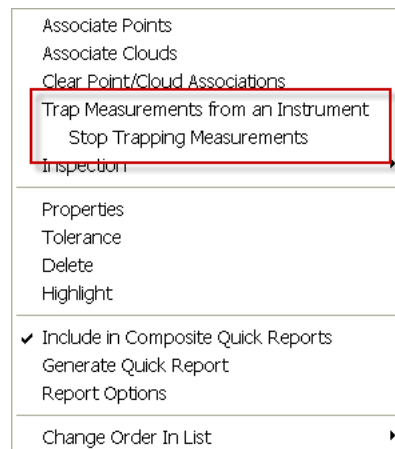 Associate Points
Associate Clouds
Clear Point/Cloud Associations
Trap Measurements from an Instrument
Stop Trapping Measurements
Inspection
Properties
Tolerance
Delete
Highlight
Include in Composite Quick Reports
Generate Quick Report
Report Options
Change Order In List